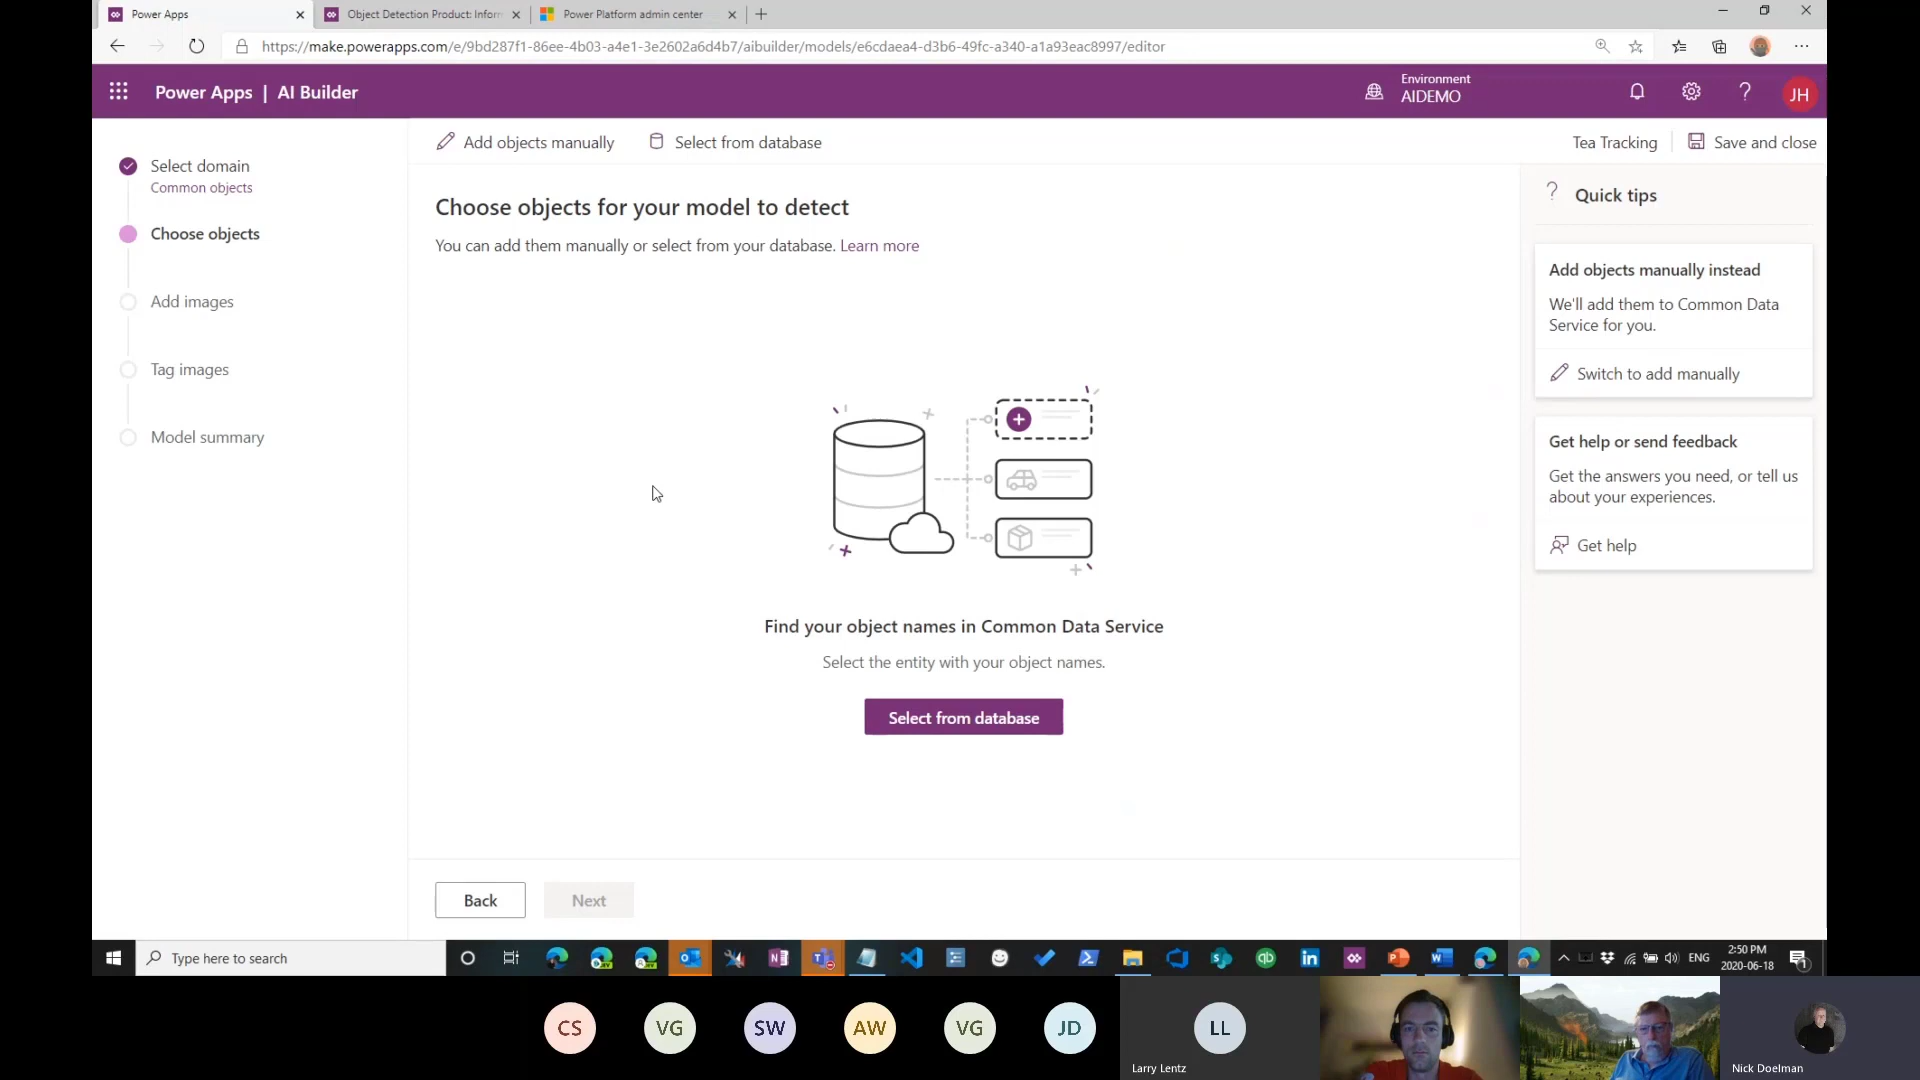 Power Apps
Object Detection Product: Inforn
Power Platform admin center
https://make.powerapps.com/e/9bd287f1-86ee-4b03-a4e1-3e2602a6d4b7/aibuilder/models/e6cdaea4-d3b6-49fc-a340-a1a93eac8997/editor
Power Apps | AI Builder
Environment
AIDEMO
JH
Add objects manually
Select from database
Tea Tracking
Save and close
Select domain
Common objects
Choose objects
Add images
Tag images
Model summary
Choose objects for your model to detect
You can add them manually or select from your database. Learn more
Find your object names in Common Data Service
Select the entity with your object names.
Select from database
Back
Next
Quick tips
Add objects manually instead
We'll add them to Common Data
Service for you.
Switch to add manually
Get help or send feedback
Get the answers you need, or tell us
about your experiences.
Get help
Type here to search
ENG
2:50 PM
2020-06-18
CS
VG
SW
AW
VG
JD
LL
Larry Lentz
Nick Doelman